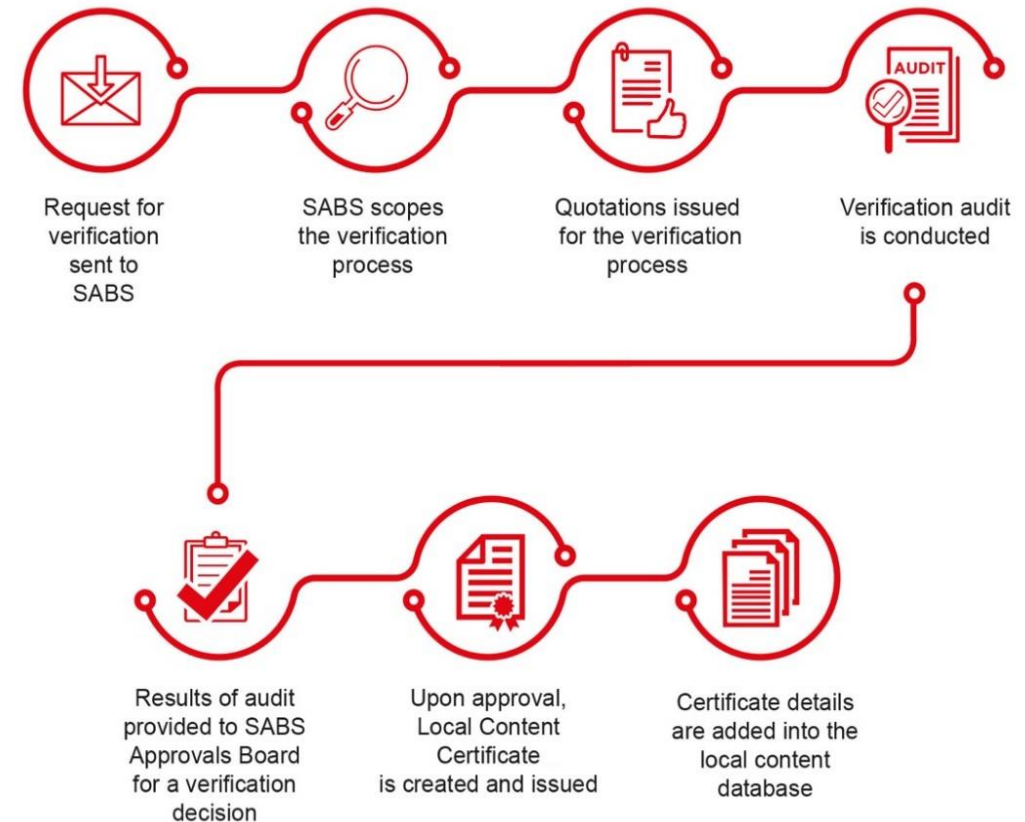 AUDIT
Request for
verification
sent to
SABS
SABS scopes
the verification
process
Quotations issued
for the verification
process
Verification audit
is conducted
Results of audit
provided to SABS
Approvals Board
for a verification
decision
Upon approval,
Local Content
Certificate
is created and issued
Certificate details
are added into the
local content
database